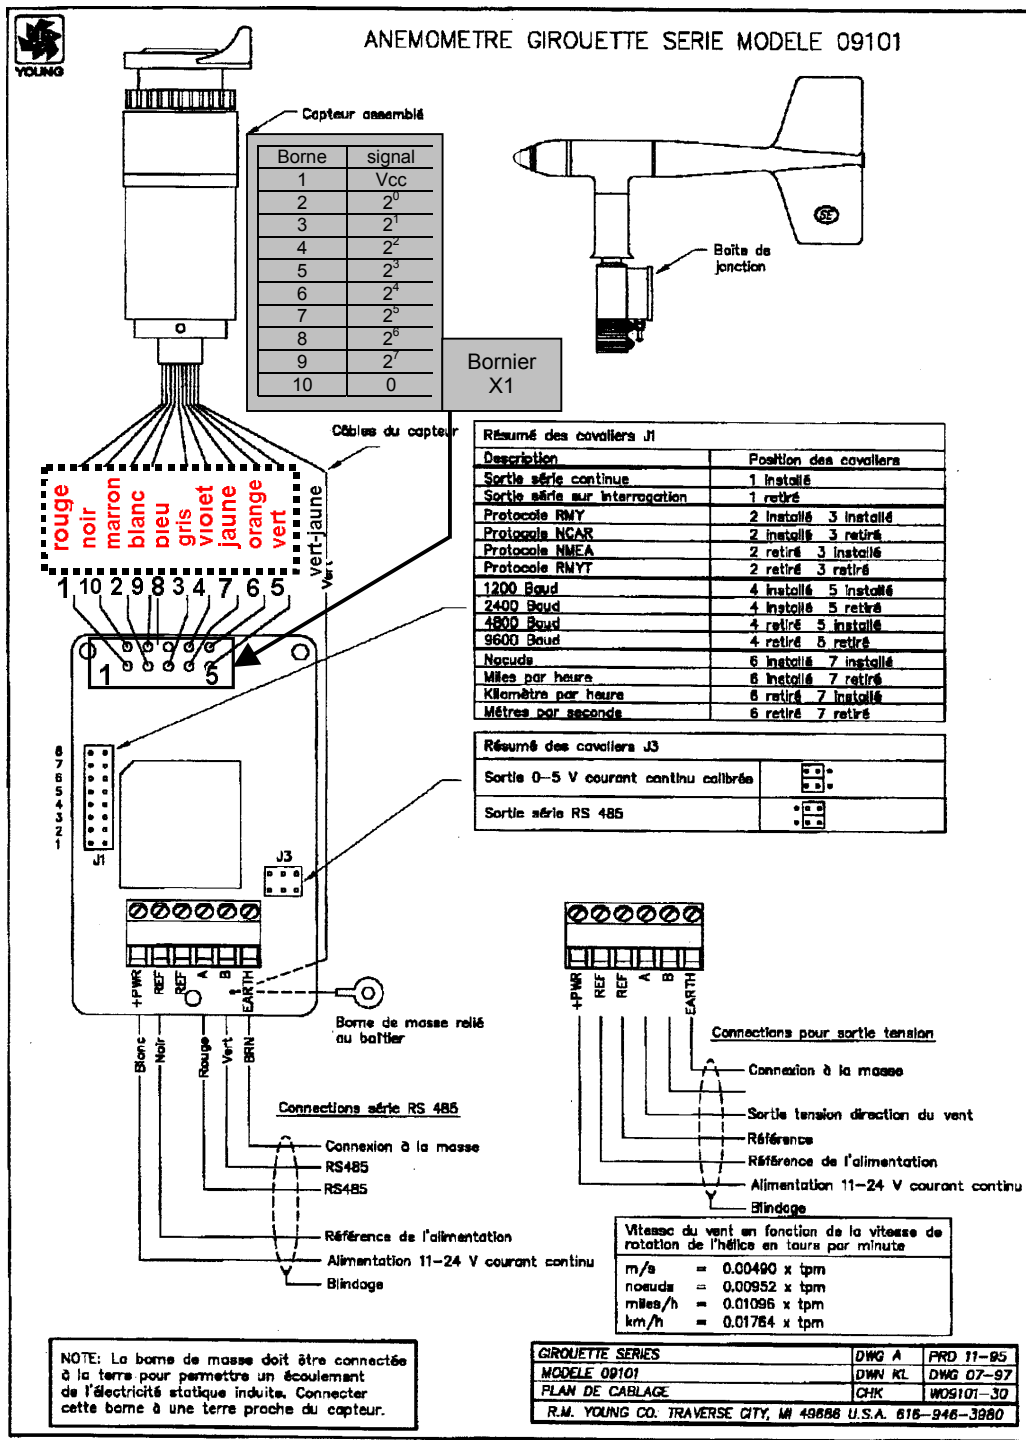 ANEMOMETRE GIROUETTE SERIE MODELE 09101
YOUNG
Capteur assemblé
Borne signal
1 Vcc
2 2⁰
3 2¹
4 2²
5 2³
6 2⁴
7 2⁵
8 2⁶
9 2⁷
10 0
Bornier
X1
Boîte de
jonction
Câbles du capteur
rouge
noir
marron
blanc
bleu
gris
violet
jaune
orange
vert
vert-jaune
Vert
1 10 2 9 8 3 4 7 6 5
1 5
Résumé des cavaliers J1
Description Position des cavaliers
Sortie série continue 1 installé
Sortie série sur interrogation 1 retiré
Protocole RMY 2 installé 3 installé
Protocole NCAR 2 installé 3 retiré
Protocole NMEA 2 retiré 3 installé
Protocole RMYT 2 retiré 3 retiré
1200 Baud 4 installé 5 installé
2400 Baud 4 installé 5 retiré
4800 Baud 4 retiré 5 installé
9600 Baud 4 retiré 5 retiré
Noeuds 6 installé 7 installé
Miles par heure 6 installé 7 retiré
Kilomètre par heure 6 retiré 7 installé
Mètres par seconde 6 retiré 7 retiré
Résumé des cavaliers J3
Sortie 0-5 V courant continu calibrée
Sortie série RS 485
8
7
6
5
4
3
2
1
J1
J3
+PWR
REF
REF
A
B
EARTH
Borne de masse relié
au boîtier
Blanc
Noir
Rouge
Vert
BRN
Connections série RS 485
Connexion à la masse
RS485
RS485
Référence de l'alimentation
Alimentation 11-24 V courant continu
Blindage
+PWR
REF
REF
A
B
EARTH
Connections pour sortie tension
Connexion à la masse
Sortie tension direction du vent
Référence
Référence de l'alimentation
Alimentation 11-24 V courant continu
Blindage
Vitesse du vent en fonction de la vitesse de
rotation de l'hélice en tours par minute
m/s = 0.00490 x tpm
noeuds = 0.00952 x tpm
miles/h = 0.01096 x tpm
km/h = 0.01764 x tpm
NOTE: La borne de masse doit être connectée
à la terre pour permettre un écoulement
de l'électricité statique induite. Connecter
cette borne à une terre proche du capteur.
GIROUETTE SERIES DWG A PRD 11-95
MODELE 09101 DWN KL DWG 07-97
PLAN DE CABLAGE CHK W09101-30
R.M. YOUNG CO. TRAVERSE CITY, MI 49686 U.S.A. 616-946-3980